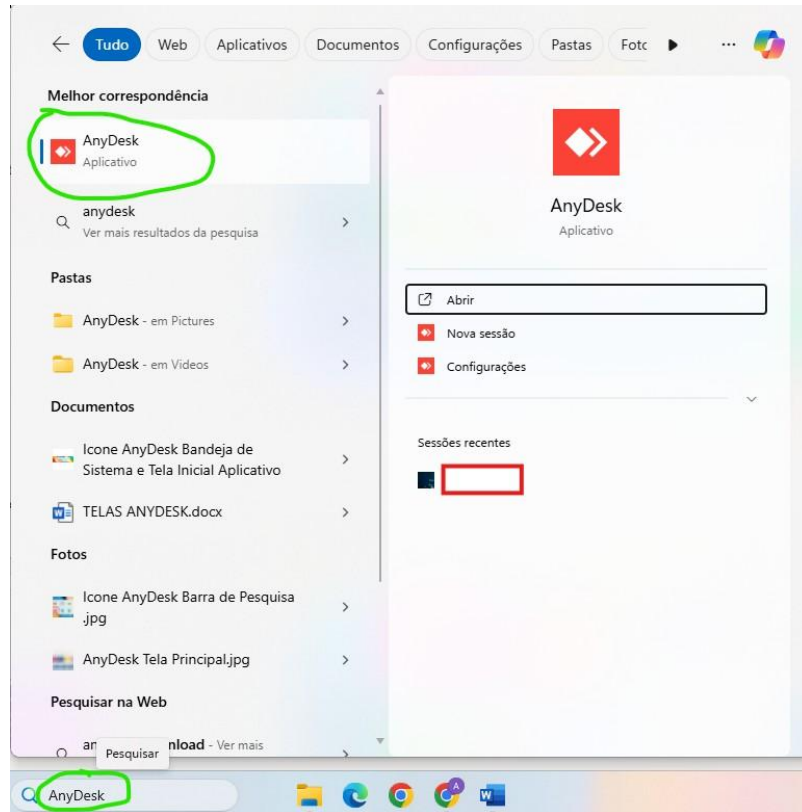 Tudo Web Aplicativos Documentos Configurações Pastas Fotc
Melhor correspondência
AnyDesk
Aplicativo
anydesk
Ver mais resultados da pesquisa
Pastas
AnyDesk - em Pictures
AnyDesk - em Videos
Documentos
Icone AnyDesk Bandeja de
Sistema e Tela Inicial Aplicativo
TELAS ANYDESK.docx
Fotos
Icone AnyDesk Barra de Pesquisa
.jpg
AnyDesk Tela Principal.jpg
Pesquisar na Web
- Ver mais
Pesquisar
AnyDesk
Aplicativo
Abrir
Nova sessão
Configurações
Sessões recentes
AnyDesk
A